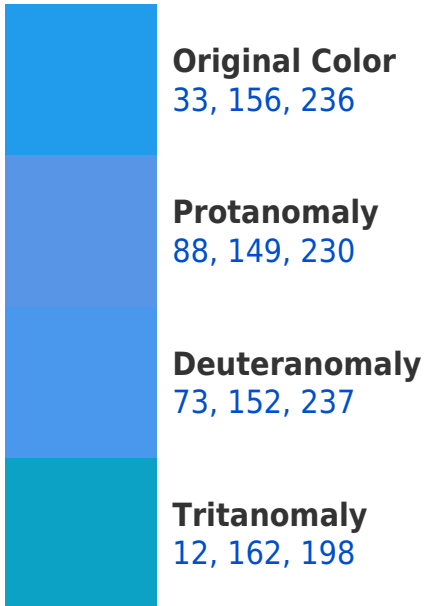 Original Color
33, 156, 236
Protanomaly
88, 149, 230
Deuteranomaly
73, 152, 237
Tritanomaly
12, 162, 198